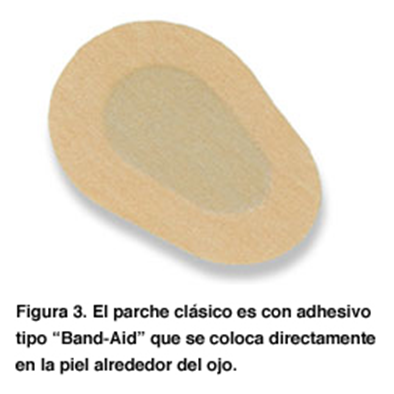 Figura 3. El parche clásico es con adhesivo
tipo “Band-Aid” que se coloca directamente
en la piel alrededor del ojo.